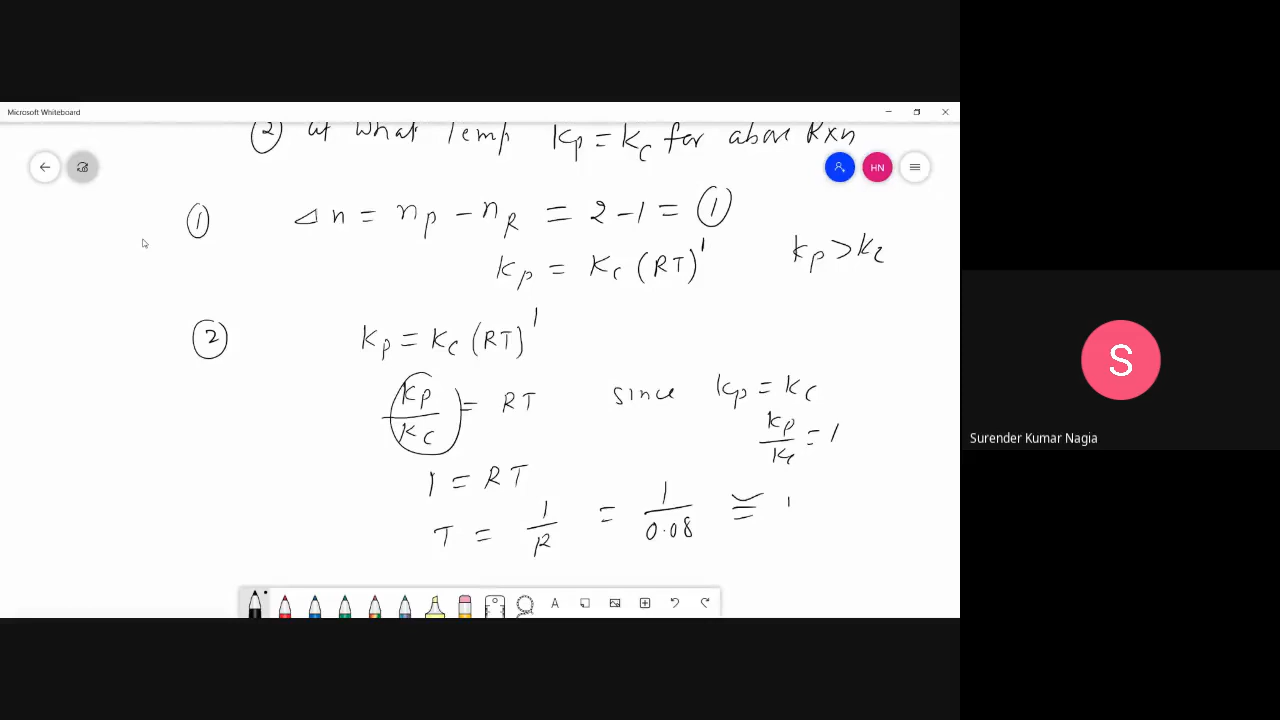 Microsoft Whiteboard
② at what Temp Kp = Kc for above Rxn
HN
① Δn = np - nR = 2 - 1 = ①
Kp = Kc (RT)¹ Kp > Kc
② Kp = Kc (RT)¹
Kp/Kc = RT since Kp = Kc
Kp/Kc = 1
1 = RT
T = 1/R = 1/0.08 ≅ 1
A
S
Surender Kumar Nagia